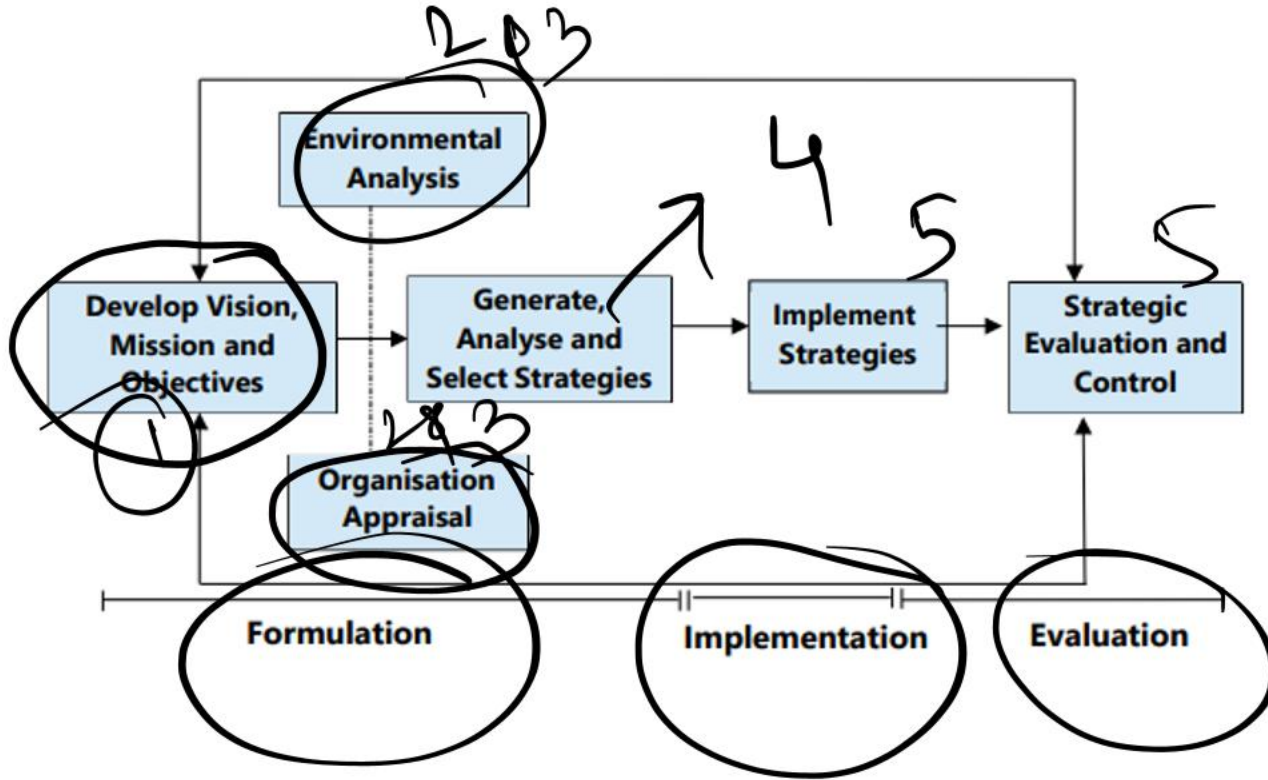 2 & 3
Environmental
Analysis
4
5
5
Develop Vision,
Mission and
Objectives
1
Generate,
Analyse and
Select Strategies
Implement
Strategies
Strategic
Evaluation and
Control
2 & 3
Organisation
Appraisal
Formulation
Implementation
Evaluation